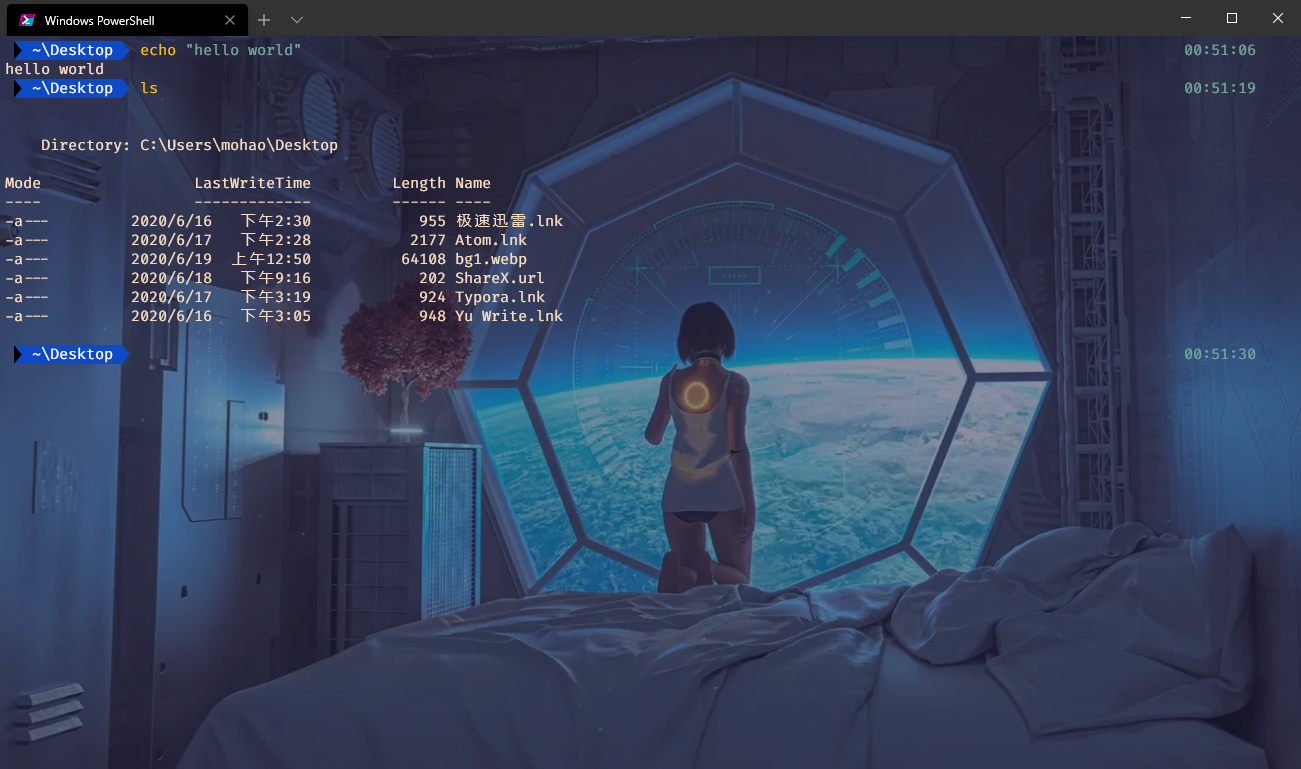 Windows PowerShell
~\Desktop echo "hello world" 00:51:06
hello world
~\Desktop ls 00:51:19
Directory: C:\Users\mohao\Desktop
Mode LastWriteTime Length Name
---- ------------- ------ ----
-a--- 2020/6/16 下午2:30 955 极速迅雷.lnk
-a--- 2020/6/17 下午2:28 2177 Atom.lnk
-a--- 2020/6/19 上午12:50 64108 bg1.webp
-a--- 2020/6/18 下午9:16 202 ShareX.url
-a--- 2020/6/17 下午3:19 924 Typora.lnk
-a--- 2020/6/16 下午3:05 948 Yu Write.lnk
~\Desktop 00:51:30